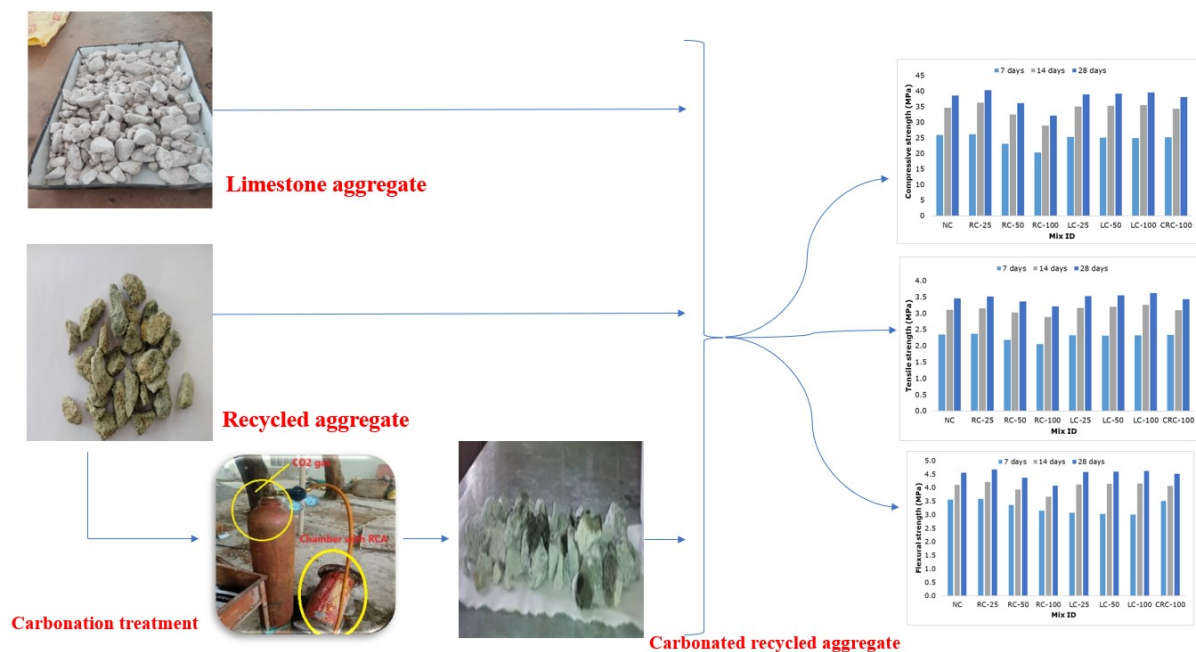 Limestone aggregate
Recycled aggregate
CO2 gas
Chamber with RCA
Carbonation treatment
Carbonated recycled aggregate
7 days 14 days 28 days
Compressive strength (MPa)
45
40
35
30
25
20
15
10
5
0
NC RC-25 RC-50 RC-100 LC-25 LC-50 LC-100 CRC-100
Mix ID
7 days 14 days 28 days
Tensile strength (MPa)
4.0
3.5
3.0
2.5
2.0
1.5
1.0
0.5
0.0
NC RC-25 RC-50 RC-100 LC-25 LC-50 LC-100 CRC-100
Mix ID
7 days 14 days 28 days
Flexural strength (MPa)
5.0
4.5
4.0
3.5
3.0
2.5
2.0
1.5
1.0
0.5
0.0
NC RC-25 RC-50 RC-100 LC-25 LC-50 LC-100 CRC-100
Mix ID